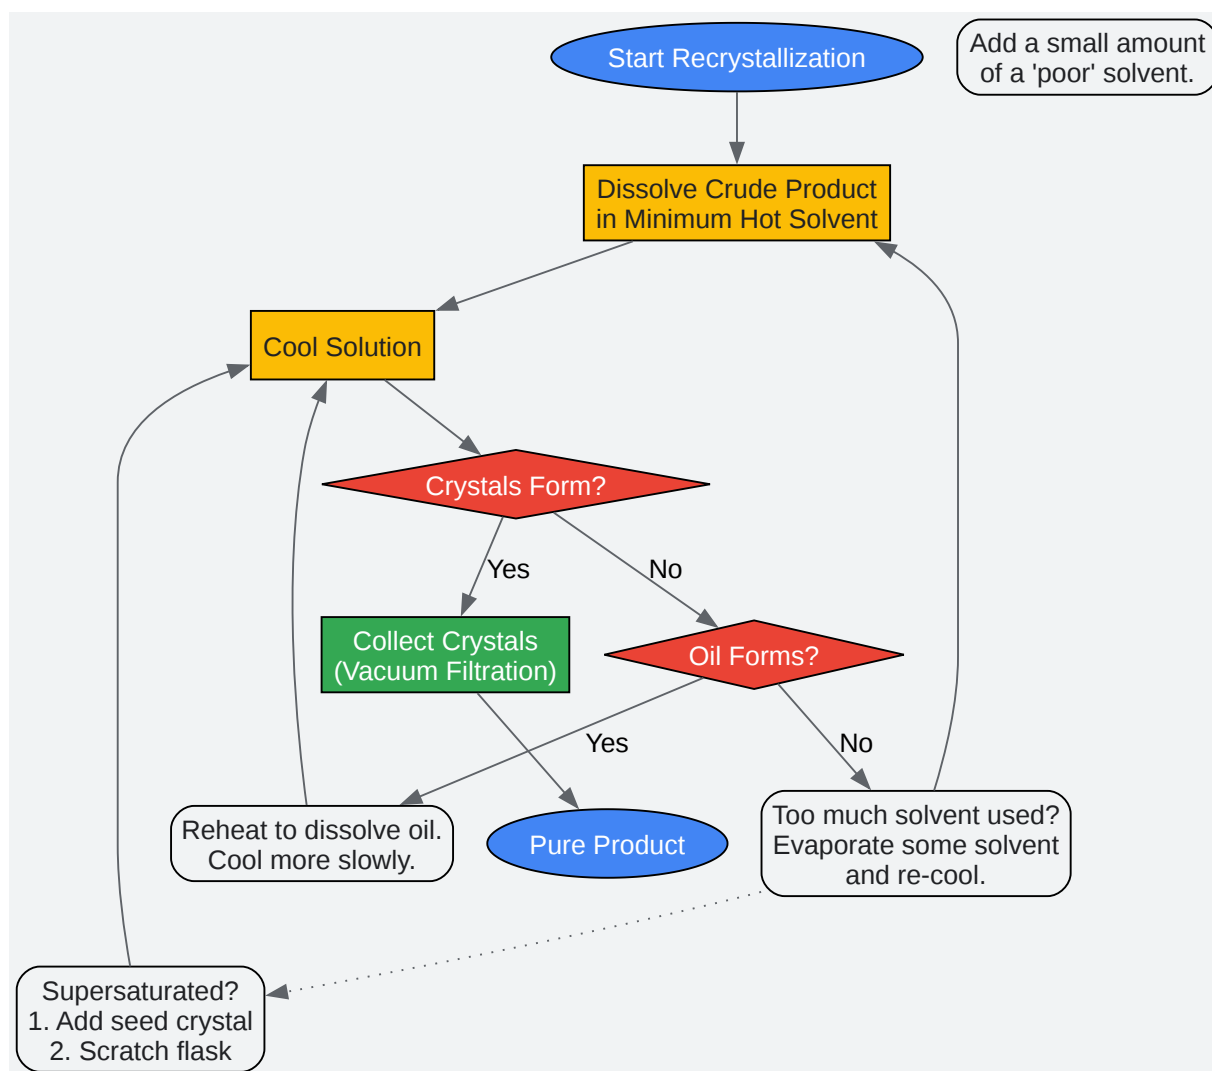 Start Recrystallization
Add a small amount
of a 'poor' solvent.
Dissolve Crude Product
in Minimum Hot Solvent
Cool Solution
Crystals Form?
Yes
No
Collect Crystals
(Vacuum Filtration)
Oil Forms?
Yes
No
Reheat to dissolve oil.
Cool more slowly.
Pure Product
Too much solvent used?
Evaporate some solvent
and re-cool.
Supersaturated?
1. Add seed crystal
2. Scratch flask